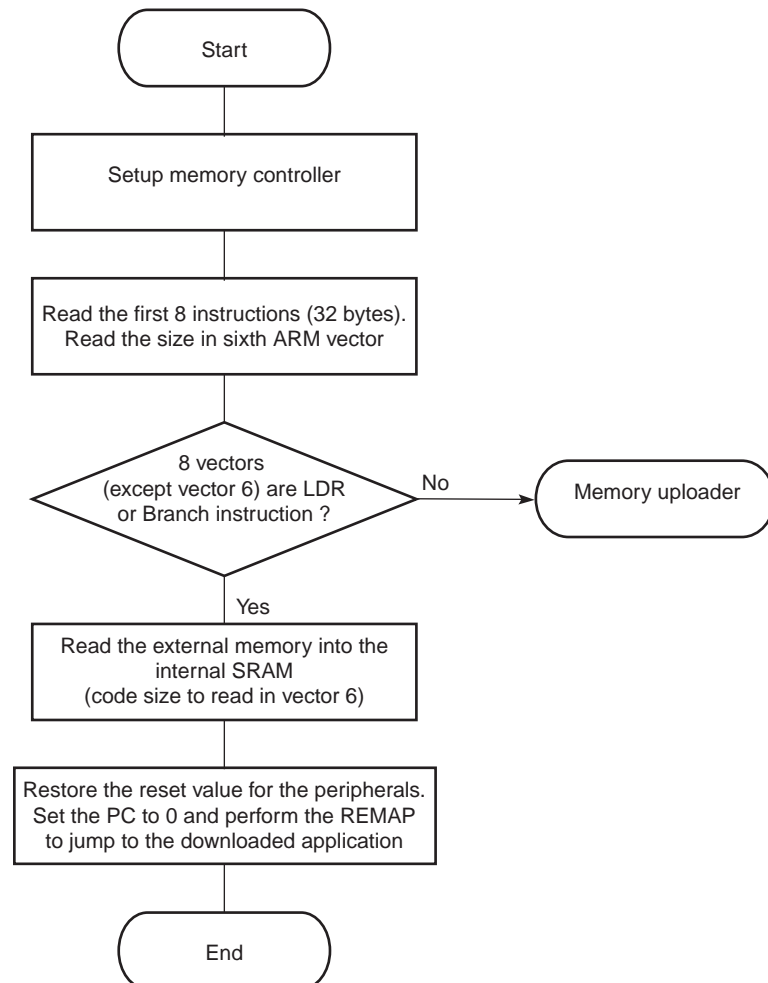 Start
Setup memory controller
Read the first 8 instructions (32 bytes).
Read the size in sixth ARM vector
8 vectors
(except vector 6) are LDR
or Branch instruction ?
No
Memory uploader
Yes
Read the external memory into the
internal SRAM
(code size to read in vector 6)
Restore the reset value for the peripherals.
Set the PC to 0 and perform the REMAP
to jump to the downloaded application
End